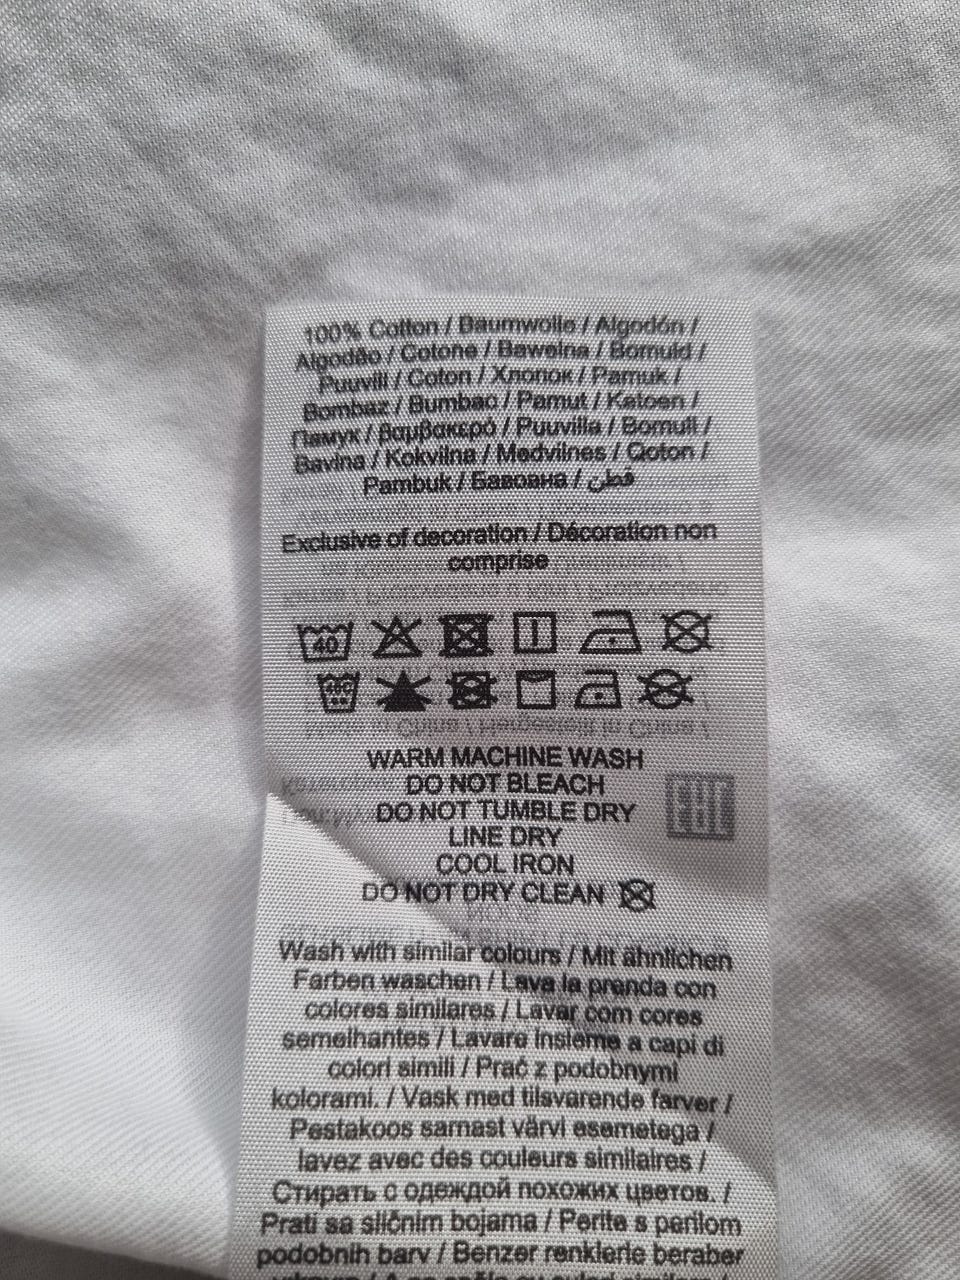 100% Cotton / Baumwolle / Algodón /
Algodão / Cotone / Bawełna / Bomuld /
Puuvill / Coton / Хлопок / Pamuk /
Bombaz / Bumbac / Pamut / Katoen /
Памук / βαμβακερό / Puuvilla / Bomull /
Bavlna / Kokvilna / Medvilnės / Qoton /
Pambuk / Бавовна / قطن
Exclusive of decoration / Décoration non
comprise
40
40C
WARM MACHINE WASH
DO NOT BLEACH
DO NOT TUMBLE DRY
LINE DRY
COOL IRON
DO NOT DRY CLEAN
EAC
Wash with similar colours / Mit ähnlichen
Farben waschen / Lava la prenda con
colores similares / Lavar com cores
semelhantes / Lavare insieme a capi di
colori simili / Prać z podobnymi
kolorami. / Vask med tilsvarende farver /
Pestakoos sarnast värvi esemetega /
lavez avec des couleurs similaires /
Стирать с одеждой похожих цветов. /
Prati sa sličnim bojama / Perite s perilom
podobnih barv / Benzer renklerle beraber